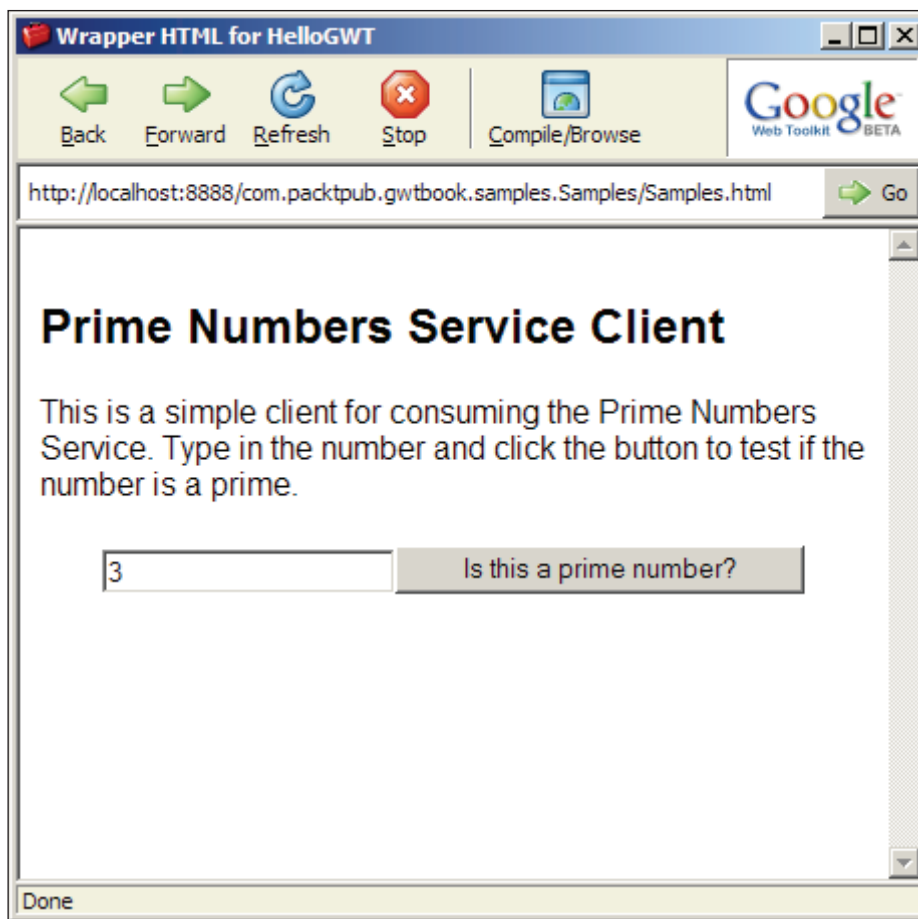 Wrapper HTML for HelloGWT
Back Forward Refresh Stop Compile/Browse
Google
Web Toolkit BETA
http://localhost:8888/com.packtpub.gwtbook.samples.Samples/Samples.html Go
Prime Numbers Service Client
This is a simple client for consuming the Prime Numbers
Service. Type in the number and click the button to test if the
number is a prime.
3 Is this a prime number?
Done